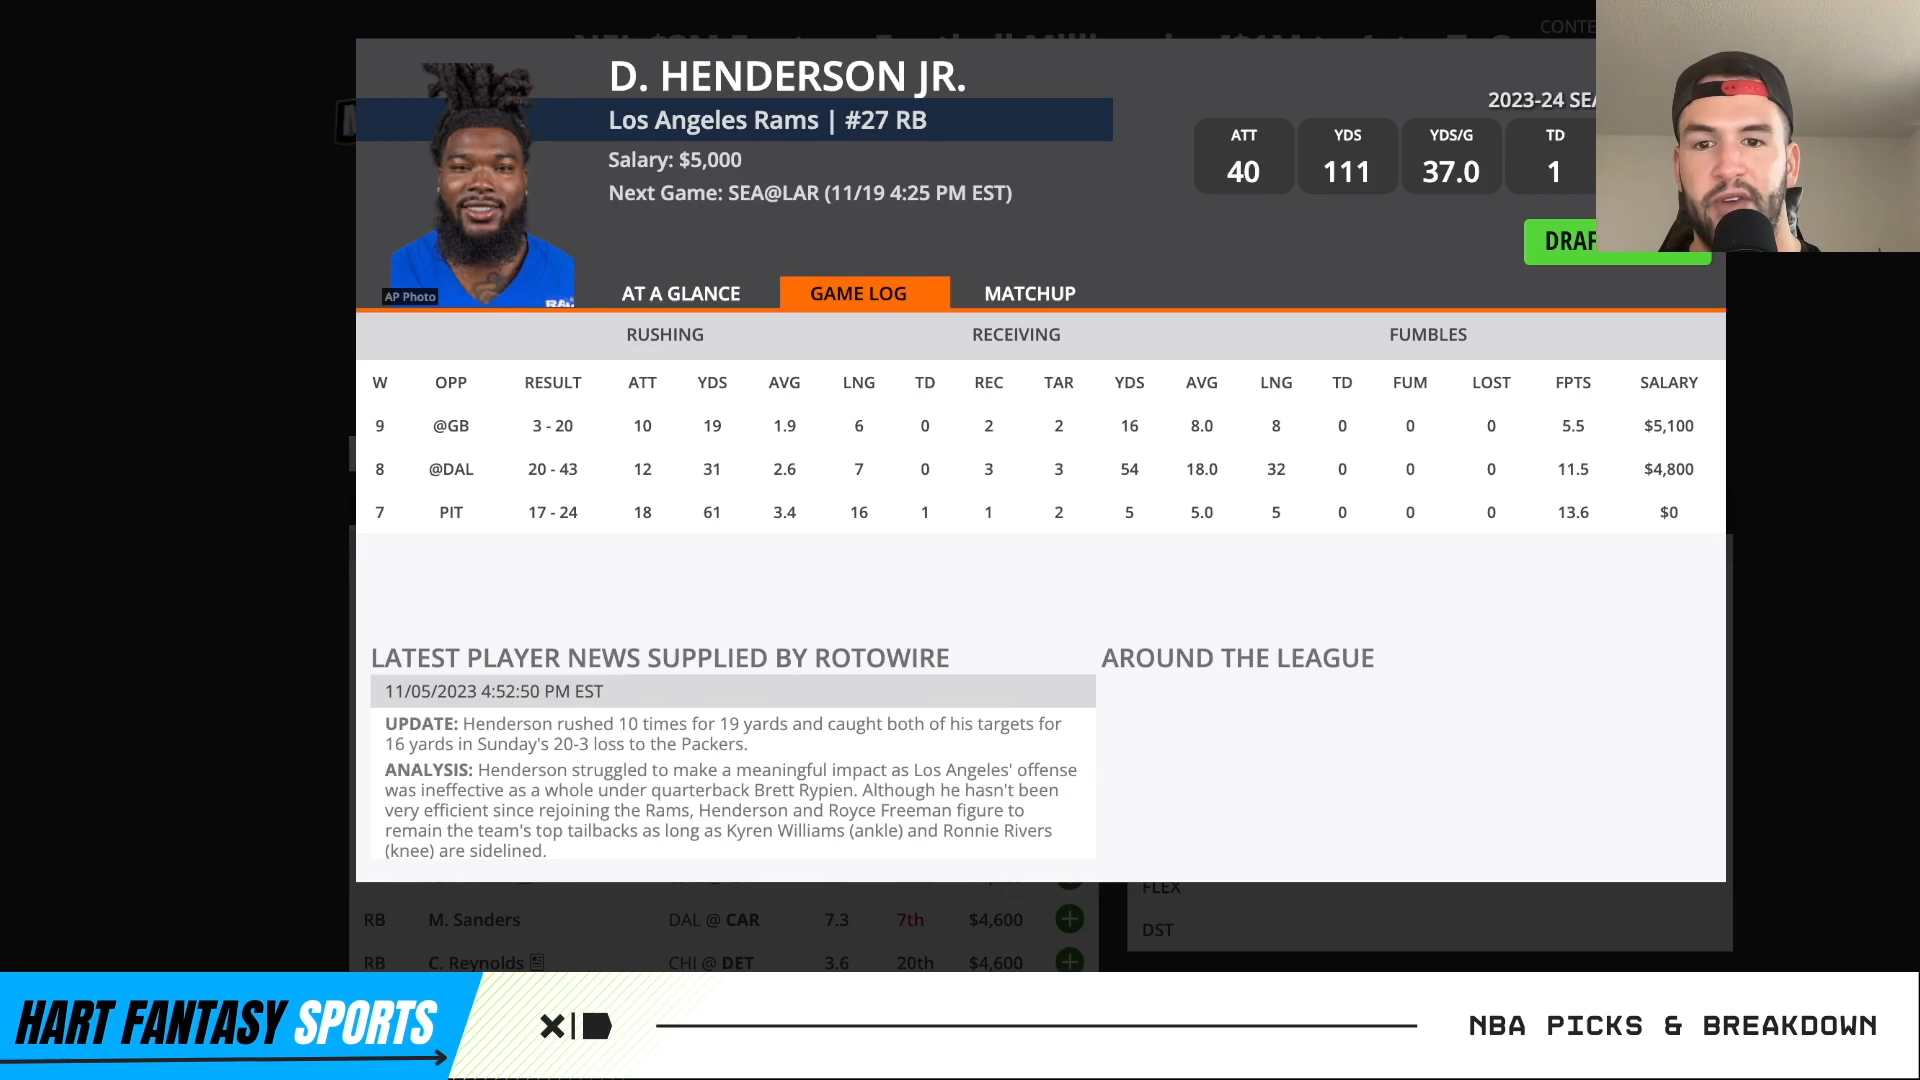 CONTE
D. HENDERSON JR.
Los Angeles Rams | #27 RB
Salary: $5,000
Next Game: SEA@LAR (11/19 4:25 PM EST)
2023-24 SEA
ATT YDS YDS/G TD
40 111 37.0 1
DRAF
AP Photo
AT A GLANCE GAME LOG MATCHUP
RUSHING RECEIVING FUMBLES
W OPP RESULT ATT YDS AVG LNG TD REC TAR YDS AVG LNG TD FUM LOST FPTS SALARY
9 @GB 3 - 20 10 19 1.9 6 0 2 2 16 8.0 8 0 0 0 5.5 $5,100
8 @DAL 20 - 43 12 31 2.6 7 0 3 3 54 18.0 32 0 0 0 11.5 $4,800
7 PIT 17 - 24 18 61 3.4 16 1 1 2 5 5.0 5 0 0 0 13.6 $0
LATEST PLAYER NEWS SUPPLIED BY ROTOWIRE
AROUND THE LEAGUE
11/05/2023 4:52:50 PM EST
UPDATE: Henderson rushed 10 times for 19 yards and caught both of his targets for
16 yards in Sunday's 20-3 loss to the Packers.
ANALYSIS: Henderson struggled to make a meaningful impact as Los Angeles' offense
was ineffective as a whole under quarterback Brett Rypien. Although he hasn't been
very efficient since rejoining the Rams, Henderson and Royce Freeman figure to
remain the team's top tailbacks as long as Kyren Williams (ankle) and Ronnie Rivers
(knee) are sidelined.
FLEX
RB M. Sanders DAL @ CAR 7.3 7th $4,600
DST
RB C. Reynolds CHI @ DET 3.6 20th $4,600
HART FANTASY SPORTS
NBA PICKS & BREAKDOWN